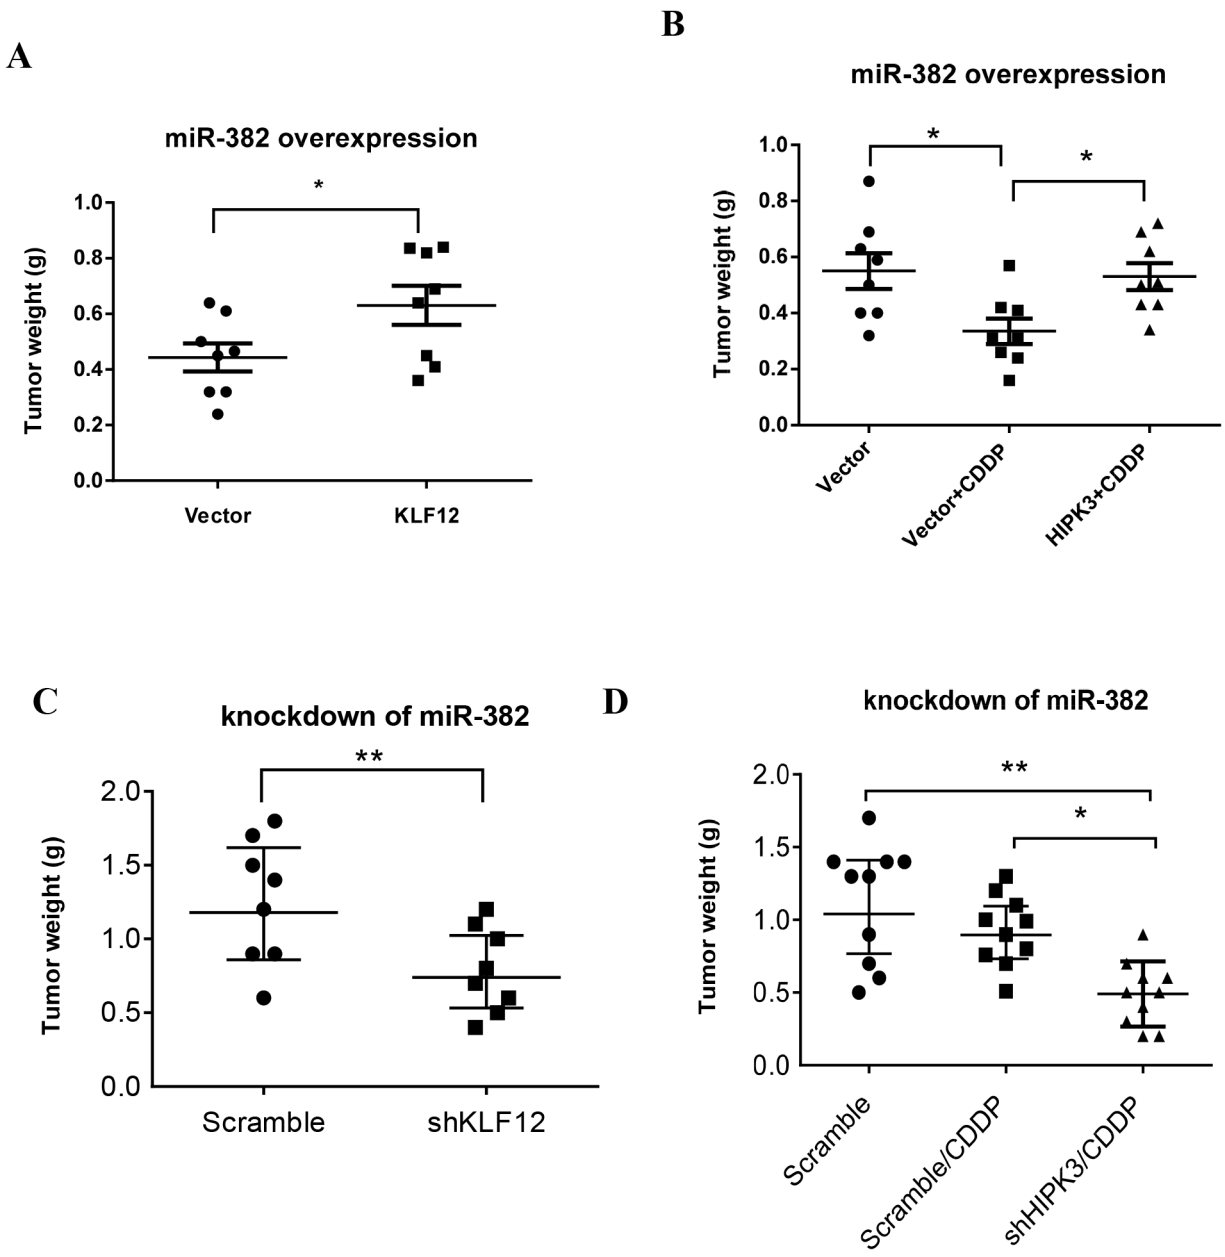 A
miR-382 overexpression
*
Tumor weight (g)
1.0
0.8
0.6
0.4
0.2
0.0
Vector KLF12
B
miR-382 overexpression
*
*
Tumor weight (g)
1.0
0.8
0.6
0.4
0.2
0.0
Vector
Vector+CDDP
HIPK3+CDDP
C
knockdown of miR-382
**
Tumor weight (g)
2.0
1.5
1.0
0.5
0.0
Scramble shKLF12
D
knockdown of miR-382
**
*
Tumor weight (g)
2.0
1.5
1.0
0.5
0.0
Scramble
Scramble/CDDP
shHIPK3/CDDP